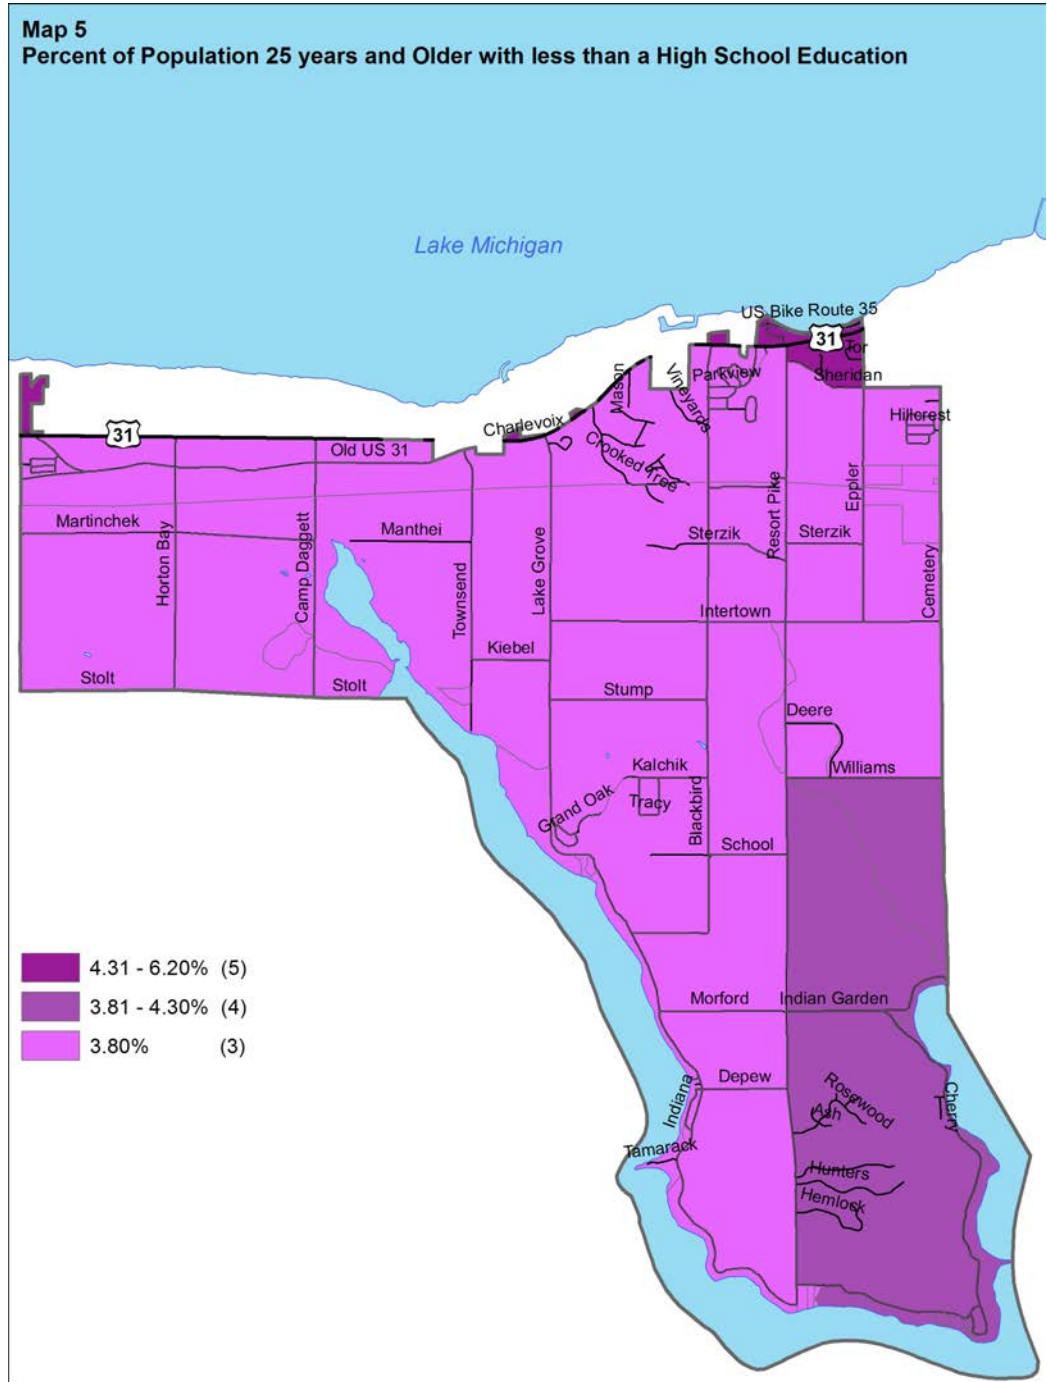 Map 5
Percent of Population 25 years and Older with less than a High School Education
Lake Michigan
US Bike Route 35
31
Tor
Sheridan
Parkview
Vineyards
Mason
Charlevoix
Crooked Tree
Hillcrest
31
Old US 31
Martinchek
Horton Bay
Camp Daggett
Manthei
Townsend
Lake Grove
Sterzik
Resort Pike
Sterzik
Eppler
Cemetery
Intertown
Kiebel
Stolt
Stolt
Stump
Deere
Williams
Kalchik
Grand Oak
Tracy
Blackbird
School
4.31 - 6.20% (5)
3.81 - 4.30% (4)
3.80% (3)
Morford
Indian Garden
Depew
Indiana
Tamarack
Rosewood
Ash
Cherry
Hunters
Hemlock